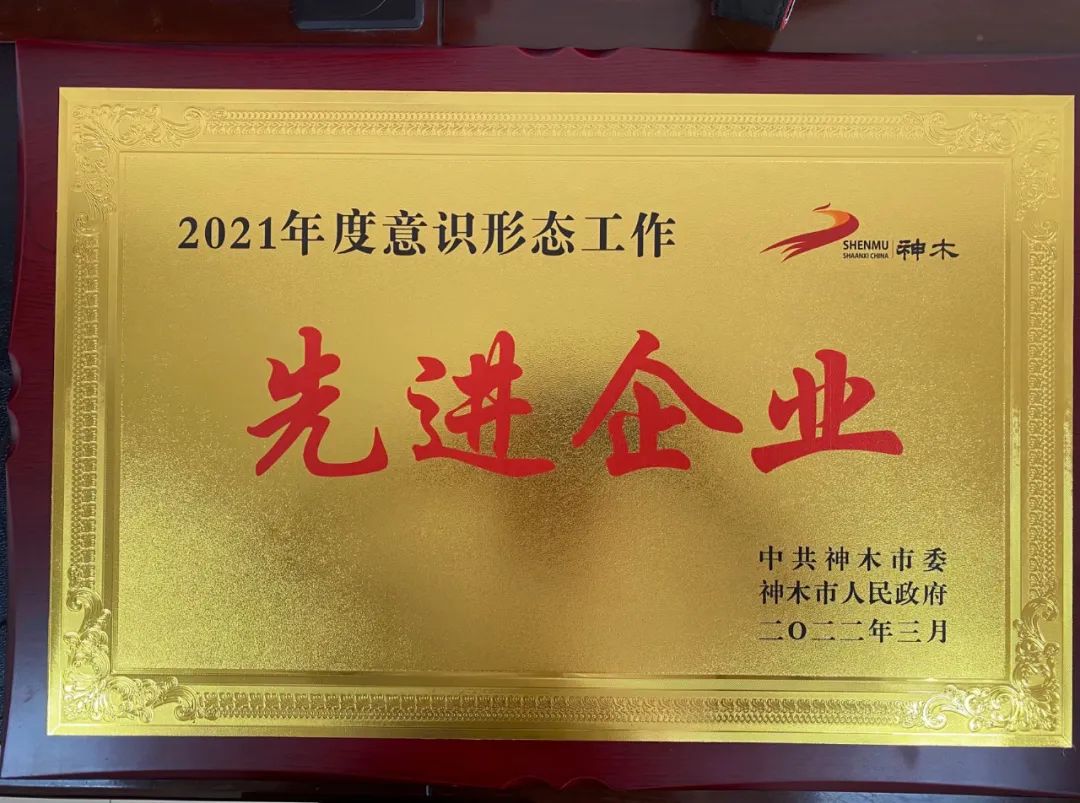 2021年度意识形态工作
SHENMU
SHAANXI CHINA
神木
先进企业
中共神木市委
神木市人民政府
二〇二二年三月